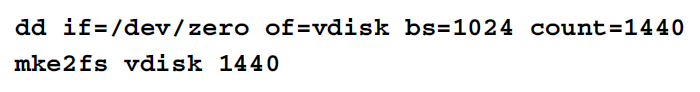 dd if=/dev/zero of=vdisk bs=1024 count=1440
mke2fs vdisk 1440